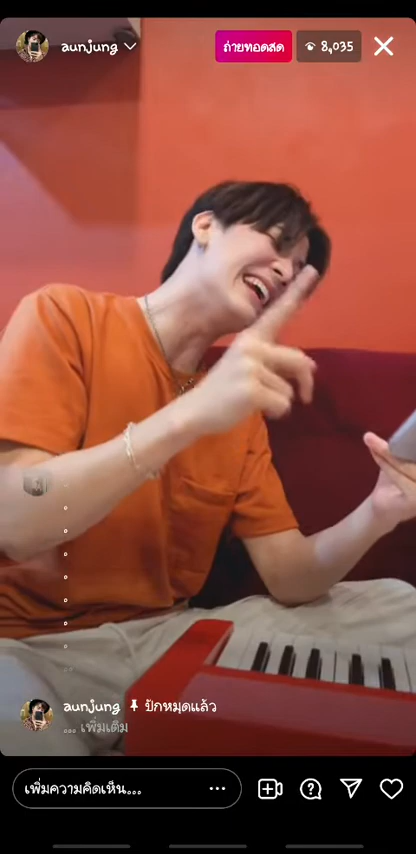 aunjung
ถ่ายทอดสด
8,035
aunjung ปักหมุดแล้ว
... เพิ่มเติม
เพิ่มความคิดเห็น...